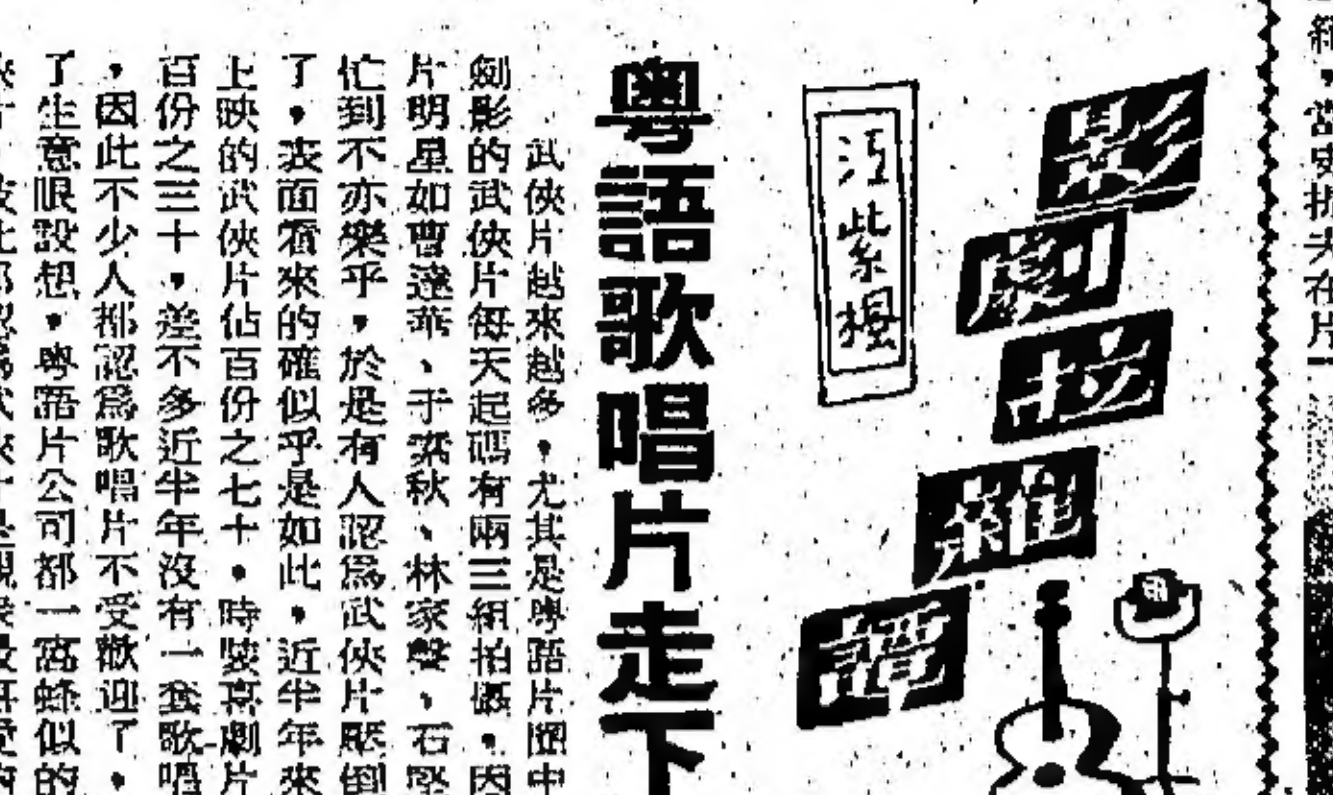 影劇拉雜譚
江紫楓
粵語歌唱片走下
武俠片越來越多,尤其是粵語片圈中
劍影的武俠片每天起碼有兩三組拍攝。因
片明星如曹達華、于素秋、林家聲、石堅
忙到不亦樂乎,於是有人認爲武俠片壓倒
了,表面看來的確似乎是如此,近半年來
上映的武俠片佔百份之七十。時裝喜劇片
百份之三十,差不多近半年沒有一套歌唱
,因此不少人都認爲歌唱片不受歡迎了。
了生意眼設想,粵語片公司都一窩蜂似的